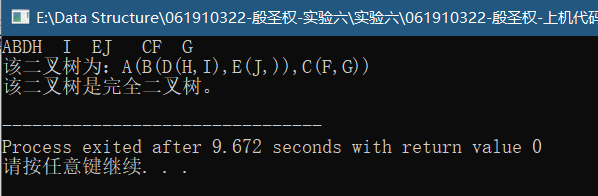 E:\Data Structure\061910322-殷圣权-实验六\实验六\061910322-殷圣权-上机代码
ABDH  I  EJ   CF  G
该二叉树为：A(B(D(H,I),E(J,)),C(F,G))
该二叉树是完全二叉树。
--------------------------------
Process exited after 9.672 seconds with return value 0
请按任意键继续. . .